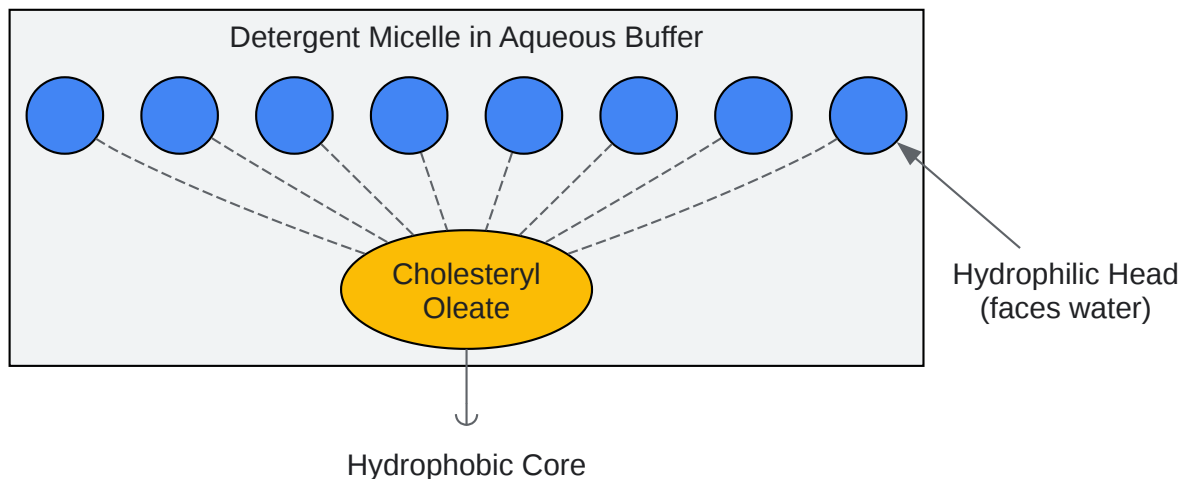 Detergent Micelle in Aqueous Buffer
Cholesteryl
Oleate
Hydrophilic Head
(faces water)
Hydrophobic Core